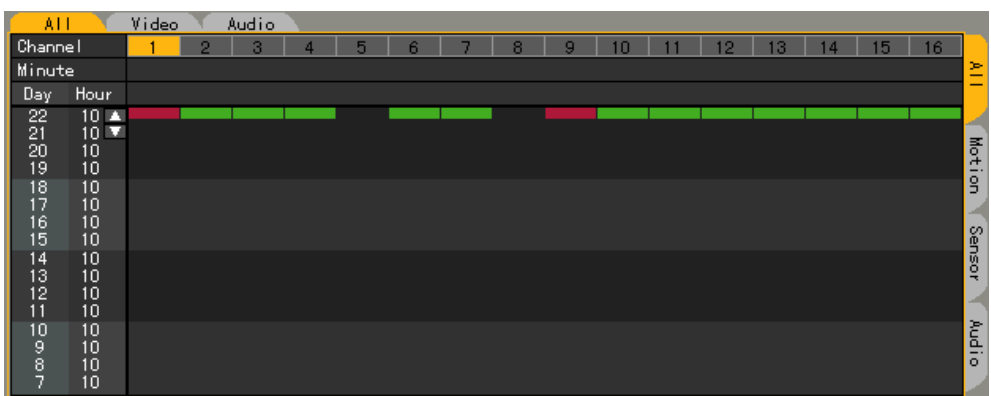 All Video Audio
Channel 1 2 3 4 5 6 7 8 9 10 11 12 13 14 15 16
Minute
Day Hour
22 10
21 10
20 10
19 10
18 10
17 10
16 10
15 10
14 10
13 10
12 10
11 10
10 10
9 10
8 10
7 10
All
Motion
Sensor
Audio